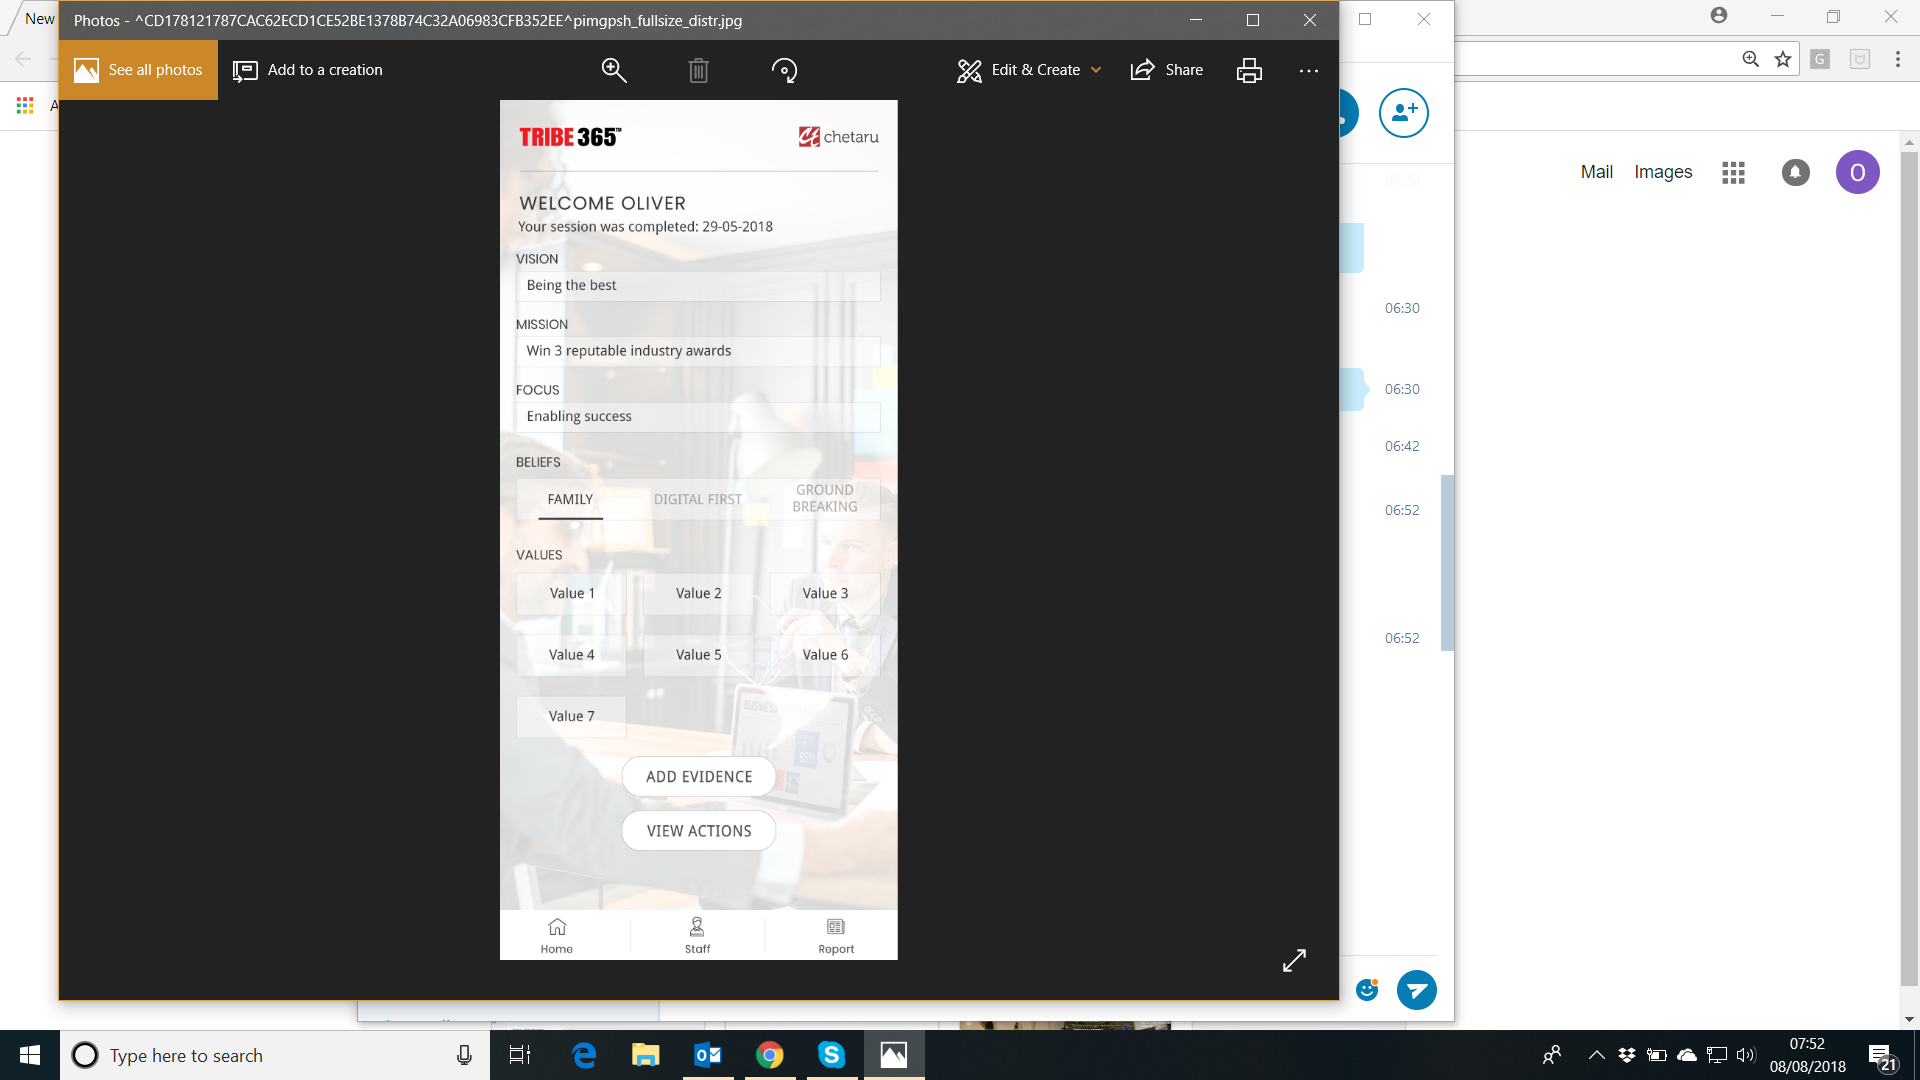 New
Photos - ^CD178121787CAC62ECD1CE52BE1378B74C32A06983CFB352EE^pimgpsh_fullsize_distr.jpg
See all photos
Add to a creation
Edit & Create
Share
G
A
TRIBE 365™
chetaru
Mail
Images
O
WELCOME OLIVER
Your session was completed: 29-05-2018
VISION
Being the best
06:30
MISSION
Win 3 reputable industry awards
FOCUS
06:30
Enabling success
06:42
BELIEFS
FAMILY
DIGITAL FIRST
GROUND
BREAKING
06:52
VALUES
Value 1
Value 2
Value 3
06:52
Value 4
Value 5
Value 6
Value 7
ADD EVIDENCE
VIEW ACTIONS
Home
Staff
Report
Type here to search
07:52
08/08/2018
21